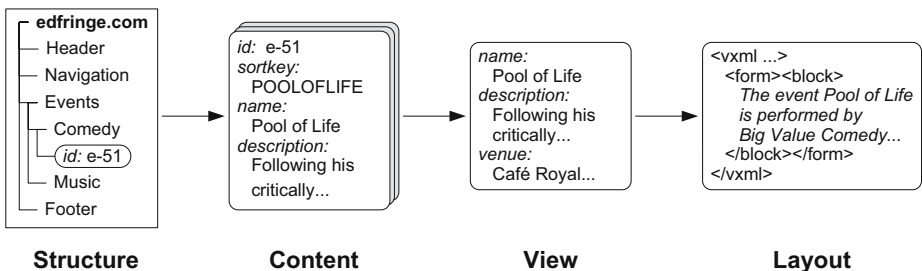 edfringe.com
Header
Navigation
Events
Comedy
id: e-51
Music
Footer
Structure
id: e-51
sortkey:
POOLOFLIFE
name:
Pool of Life
description:
Following his
critically...
Content
name:
Pool of Life
description:
Following his
critically...
venue:
Café Royal...
View
<vxml ...>
<form><block>
The event Pool of Life
is performed by
Big Value Comedy...
</block></form>
</vxml>
Layout